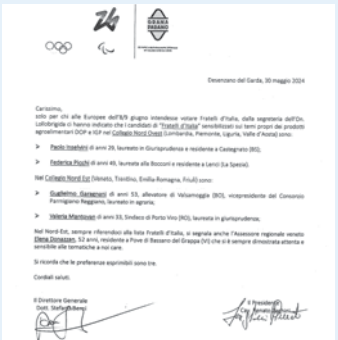 GRANA
PADANO
Desenzano del Garda, 30 maggio 2024
Carissimo,
solo per chi alle Europee dell'8/9 giugno intendesse votare Fratelli d'Italia, dalla segreteria dell'On.
Lollobrigida ci hanno indicato che i candidati di "Fratelli d'Italia" sensibilizzati sui temi propri dei prodotti
agroalimentari DOP e IGP nel Collegio Nord Ovest (Lombardia, Piemonte, Liguria, Valle d'Aosta) sono:
Paolo Inselvini di anni 29, laureato in Giurisprudenza e residente a Castegnato (BS);
Federica Picchi di anni 49, laureata alla Bocconi e residente a Lerici (La Spezia).
Nel Collegio Nord Est (Veneto, Trentino, Emilia-Romagna, Friuli) sono:
Guglielmo Garagnani di anni 53, allevatore di Valsamoggia (BO), vicepresidente del Consorzio
Parmigiano Reggiano, laureato in agraria;
Valeria Mantovan di anni 33, Sindaco di Porto Viro (RO), laureata in giurisprudenza.
Nel Nord-Est, sempre riferendoci alla lista Fratelli d'Italia, si segnala anche l'Assessore regionale veneto
Elena Donazzan, 52 anni, residente a Pove di Bassano del Grappa (VI) che si è sempre dimostrata attenta e
sensibile alle tematiche a noi care.
Si ricorda che le preferenze esprimibili sono tre.
Cordiali saluti.
Il Direttore Generale
Dott. Stefano Berni
Il Presidente
Renato